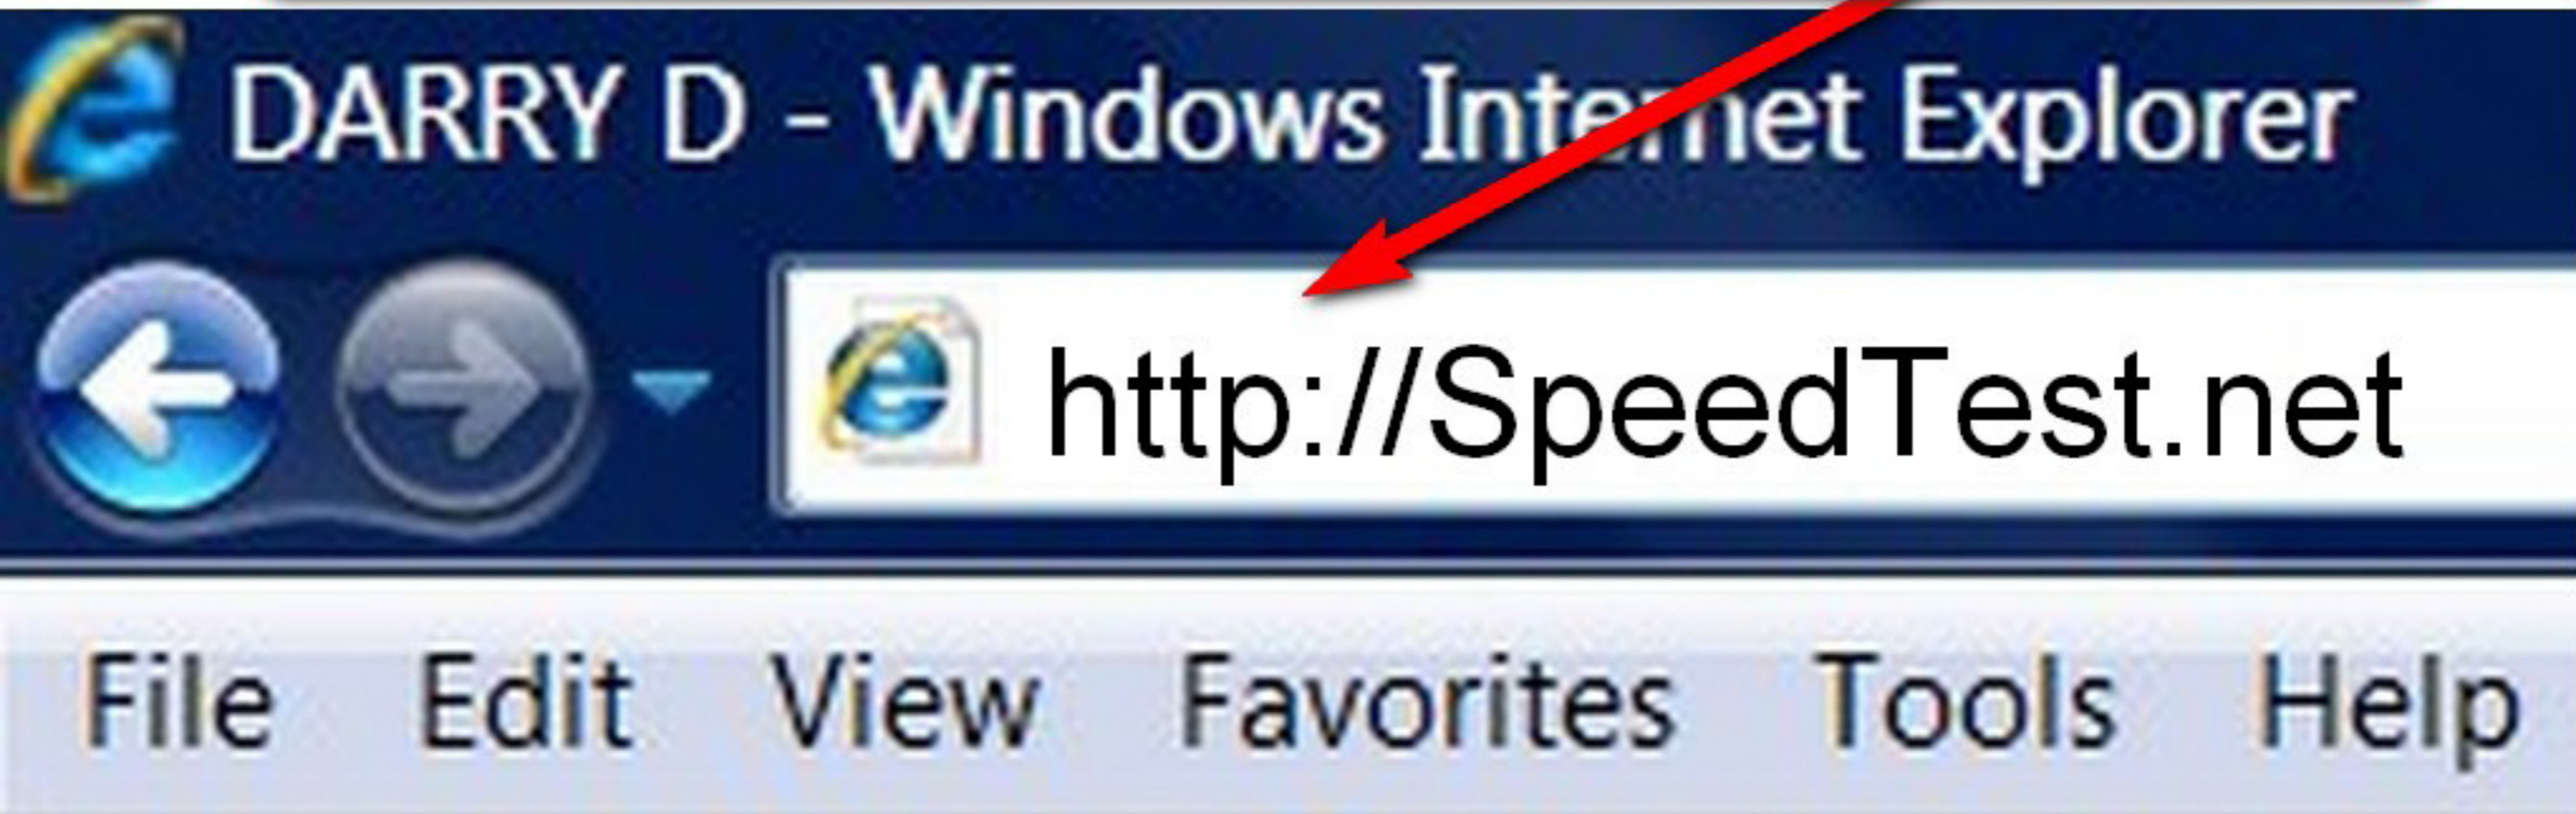 DARRY D - Windows Internet Explorer
http://SpeedTest.net
File Edit View Favorites Tools Help